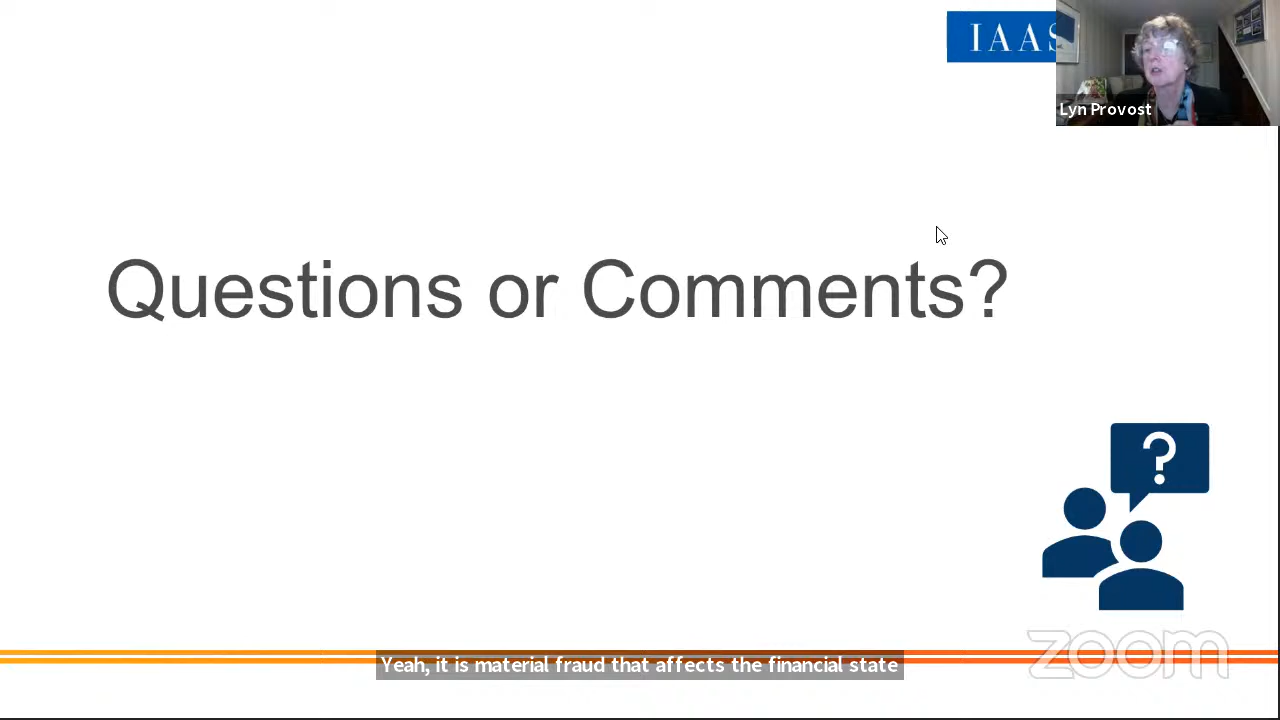 IAAS
Lyn Provost
Questions or Comments?
?
Yeah, it is material fraud that affects the financial state
zoom